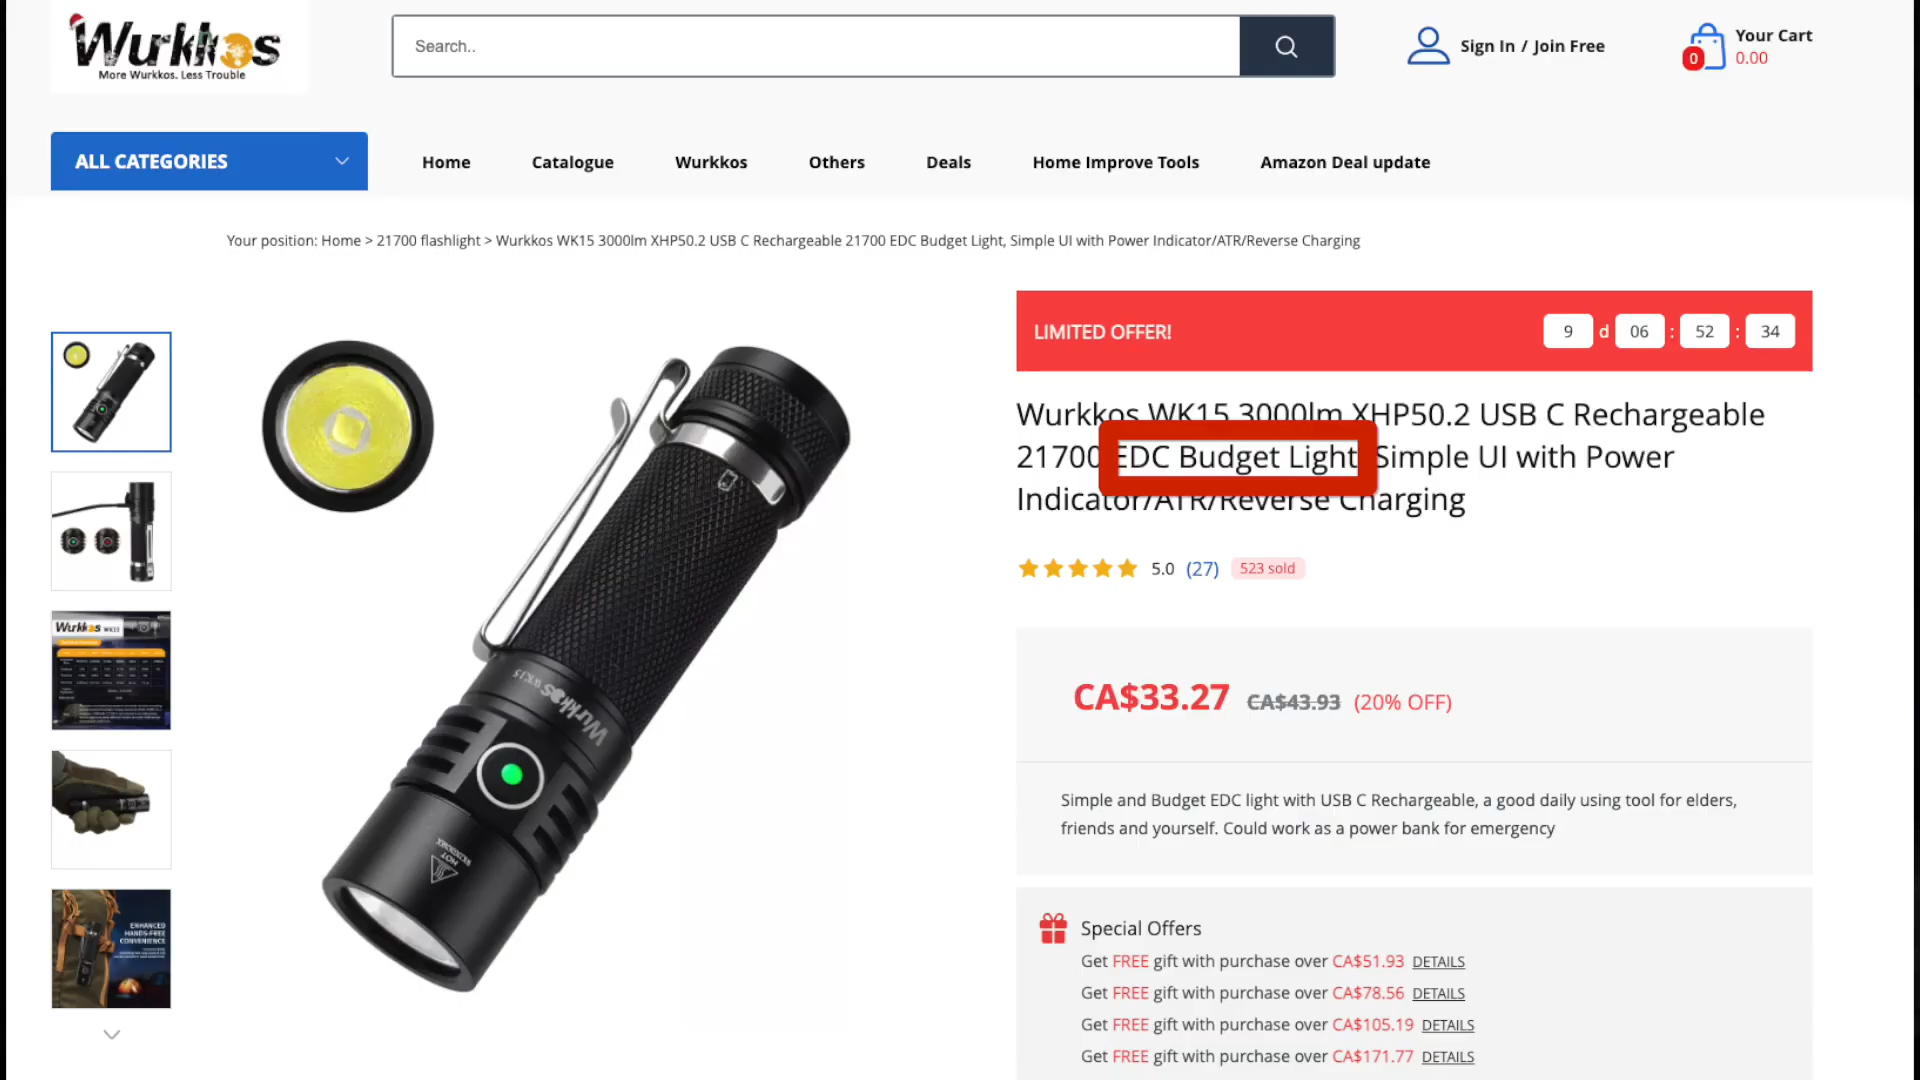 Wurkkos
More Wurkkos. Less Trouble
Search..
Sign In / Join Free
Your Cart
0
0.00
ALL CATEGORIES
Home
Catalogue
Wurkkos
Others
Deals
Home Improve Tools
Amazon Deal update
Your position: Home > 21700 flashlight > Wurkkos WK15 3000lm XHP50.2 USB C Rechargeable 21700 EDC Budget Light, Simple UI with Power Indicator/ATR/Reverse Charging
LIMITED OFFER!
9 d 06 : 52 : 34
Wurkkos WK15 3000lm XHP50.2 USB C Rechargeable
21700 EDC Budget Light Simple UI with Power
Indicator/ATR/Reverse Charging
5.0 (27) 523 sold
CA$33.27 CA$43.93 (20% OFF)
Simple and Budget EDC light with USB C Rechargeable, a good daily using tool for elders,
friends and yourself. Could work as a power bank for emergency
Special Offers
Get FREE gift with purchase over CA$51.93 DETAILS
Get FREE gift with purchase over CA$78.56 DETAILS
Get FREE gift with purchase over CA$105.19 DETAILS
Get FREE gift with purchase over CA$171.77 DETAILS
Wurkkos WK15
HOT
Wurkkos WK15
ENHANCED
HANDS-FREE
CONVENIENCE